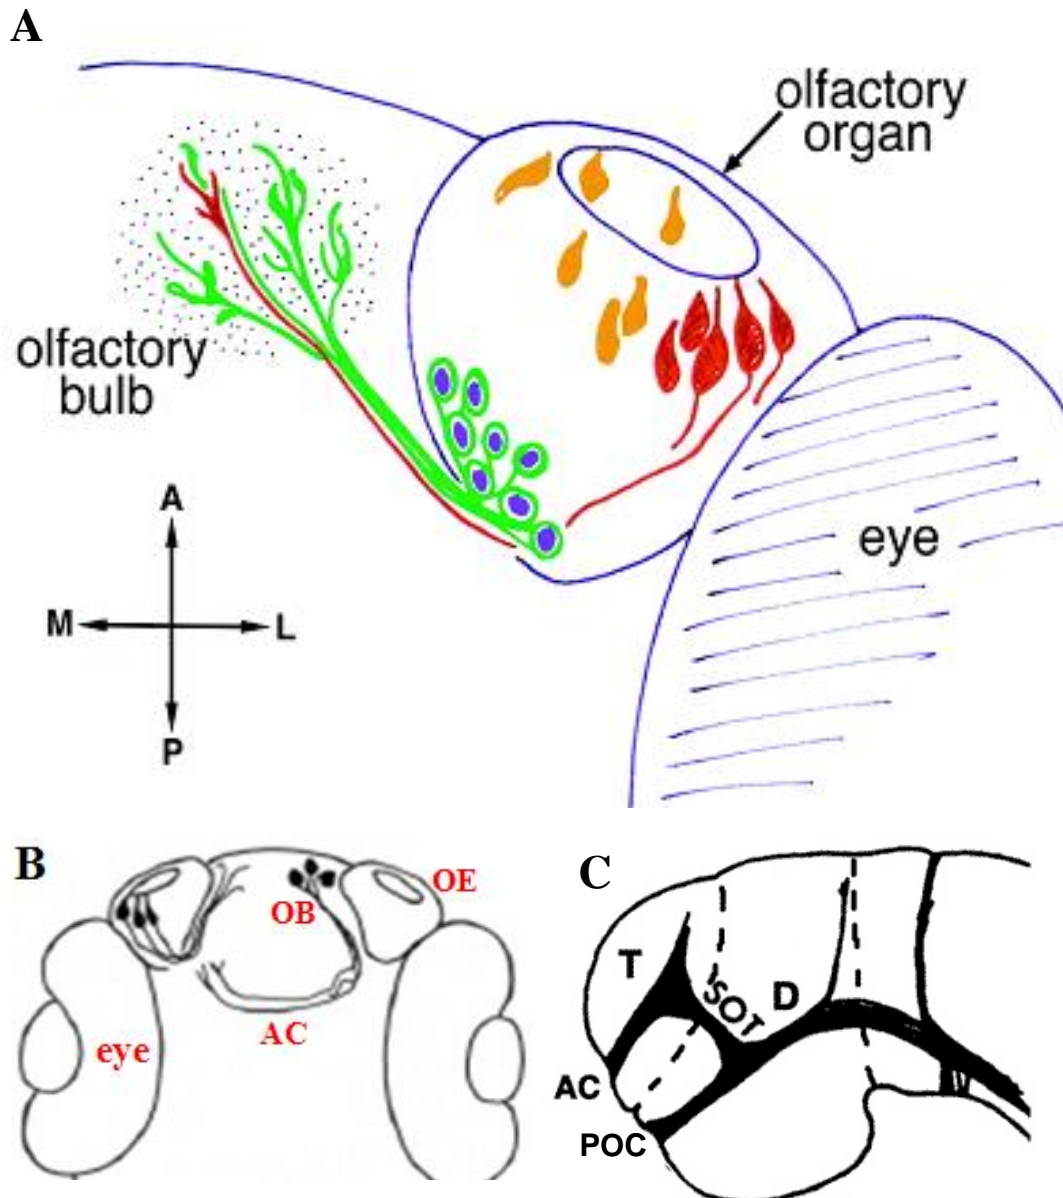 A
olfactory
organ
olfactory
bulb
A
M
L
P
eye
B
OE
OB
AC
eye
C
T
SOT
D
AC
POC